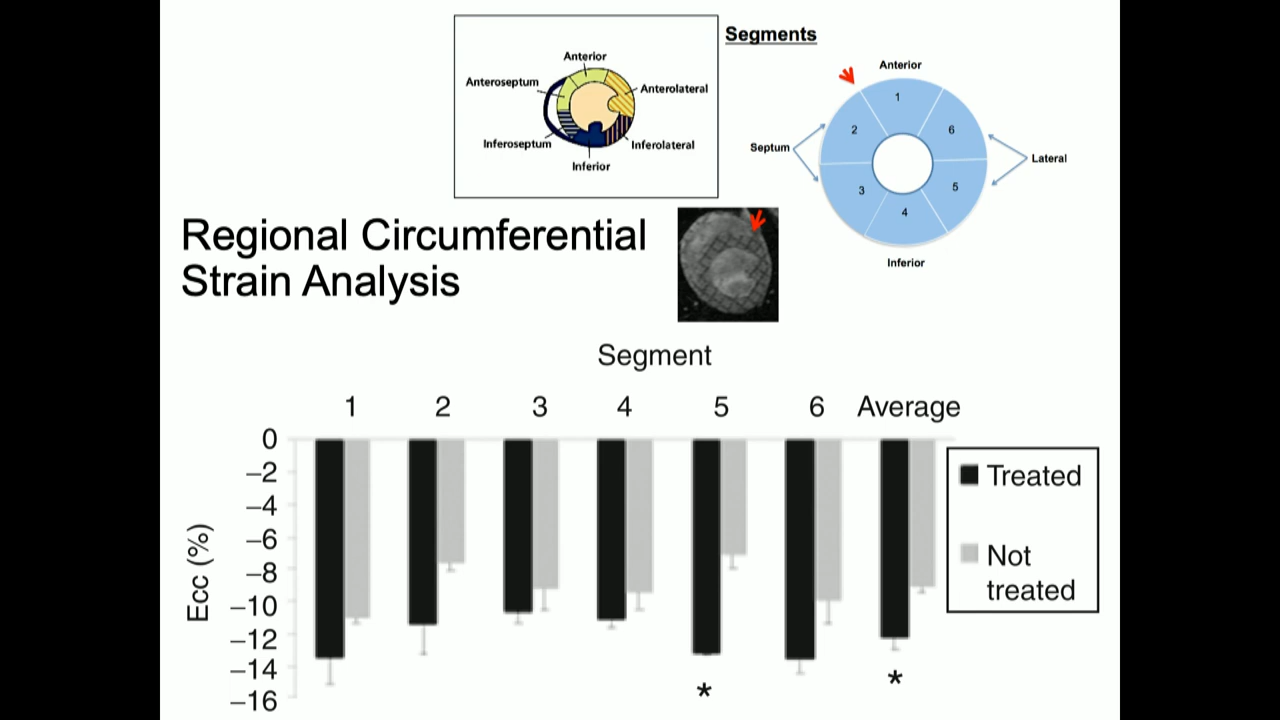 Segments
Anterior
Anteroseptum
Anterolateral
Inferoseptum
Inferolateral
Inferior
Anterior
1
2
6
Septum
Lateral
3
5
4
Inferior
Regional Circumferential
Strain Analysis
Segment
1 2 3 4 5 6 Average
0
−2
−4
−6
−8
−10
−12
−14
−16
Ecc (%)
Treated
Not
treated
*
*